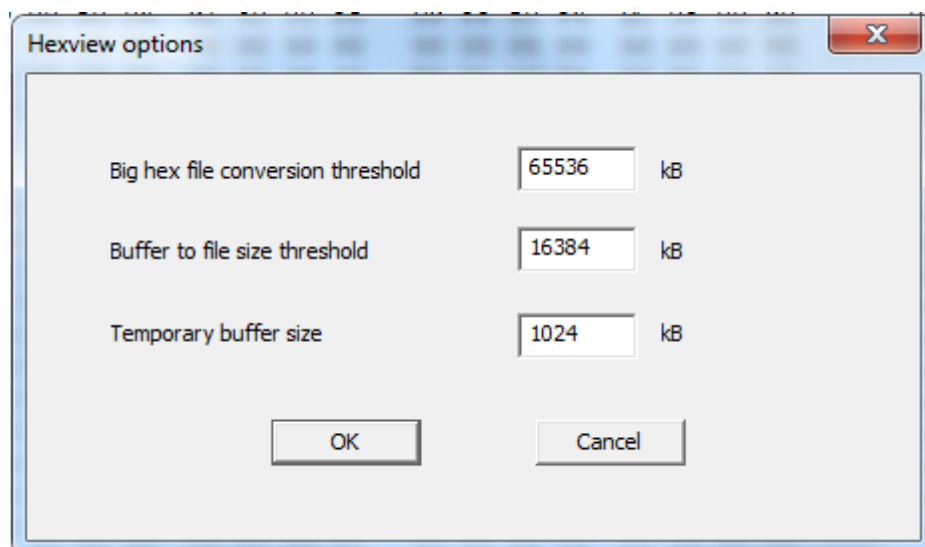 Hexview options
Big hex file conversion threshold 65536 kB
Buffer to file size threshold 16384 kB
Temporary buffer size 1024 kB
OK Cancel